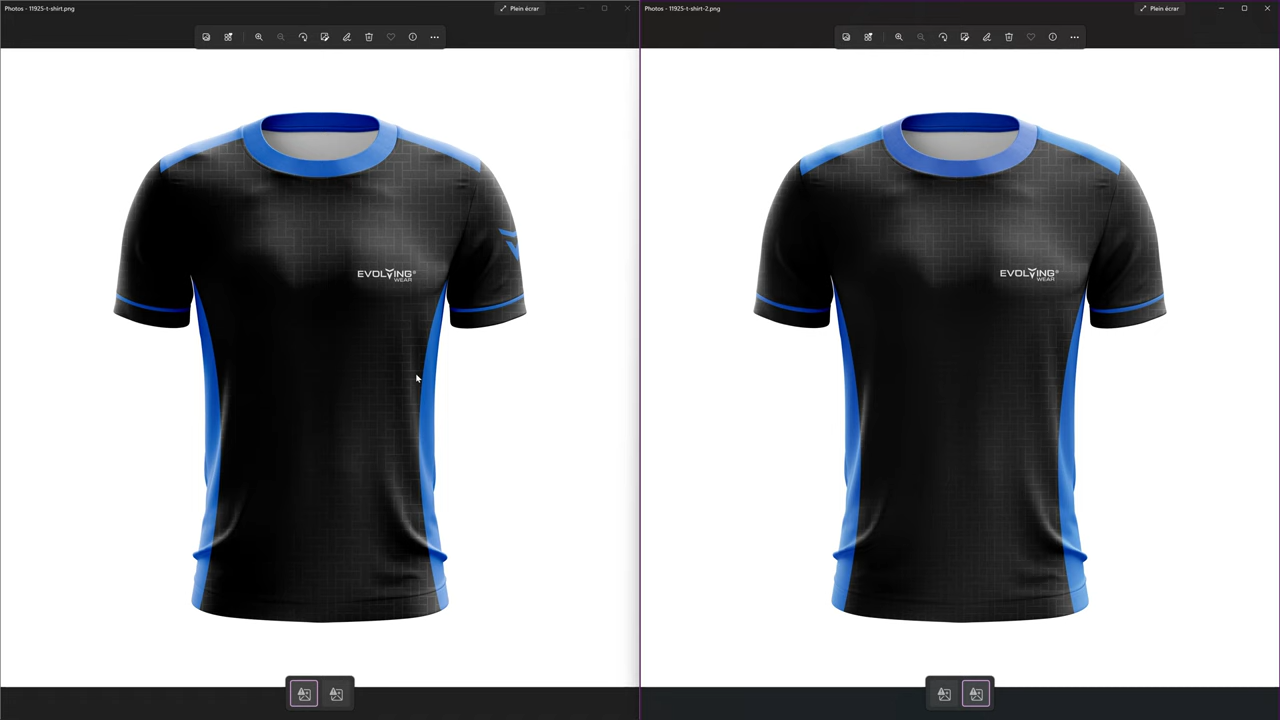 Photos - 11925-t-shirt.png
Plein écran
Photos - 11925-t-shirt-2.png
Plein écran
EVOLVING®
WEAR
EVOLVING®
WEAR